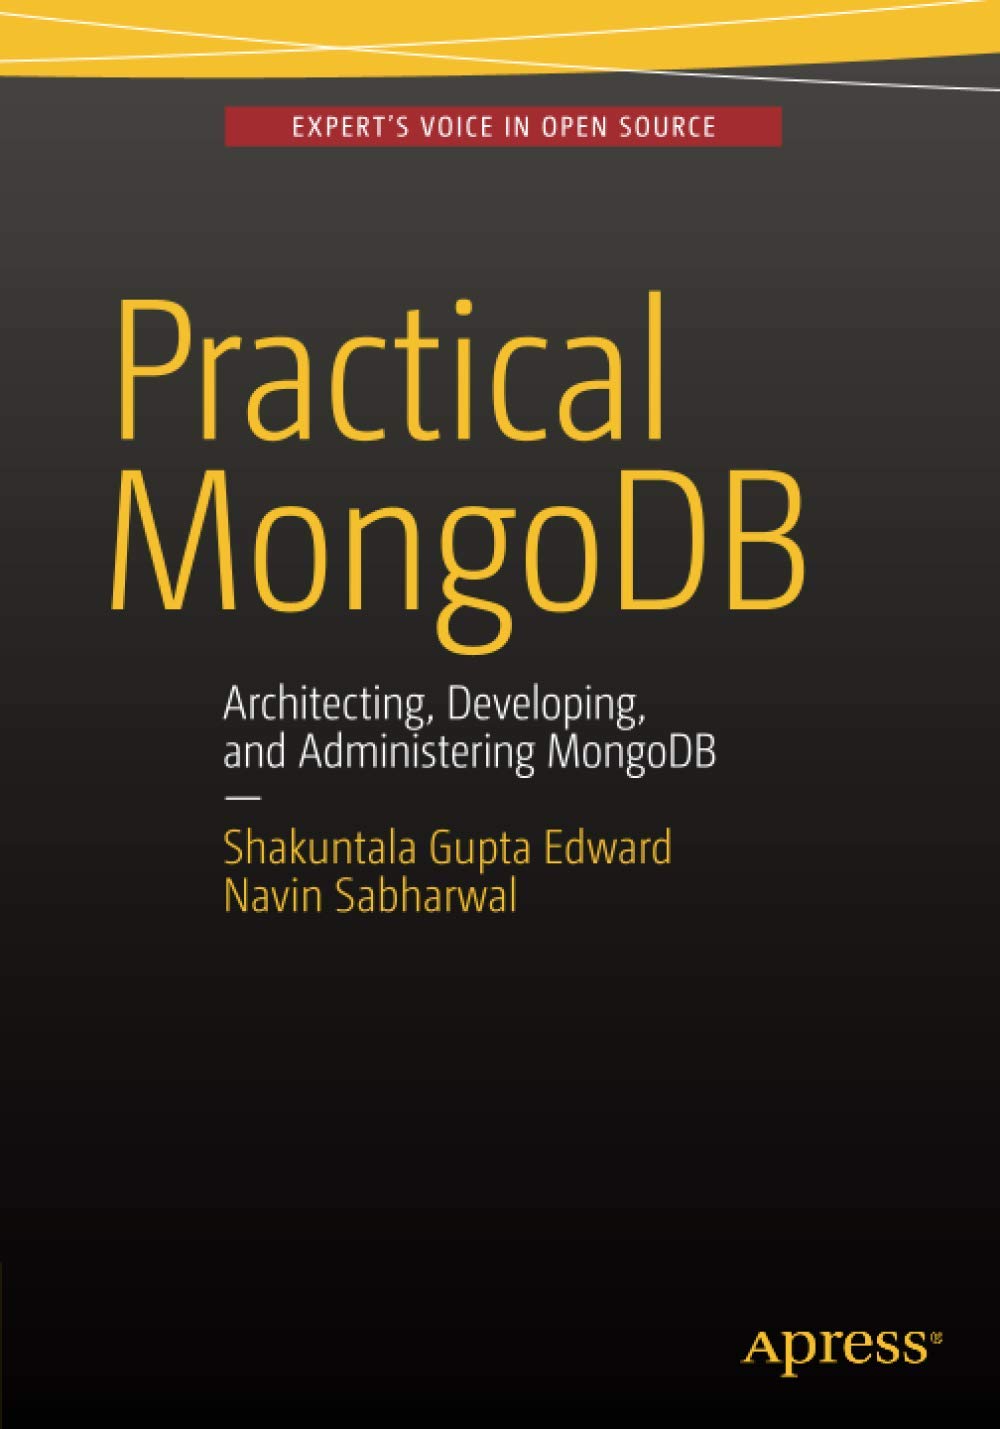 EXPERT'S VOICE IN OPEN SOURCE
Practical
MongoDB
Architecting, Developing,
and Administering MongoDB
—
Shakuntala Gupta Edward
Navin Sabharwal
Apress®